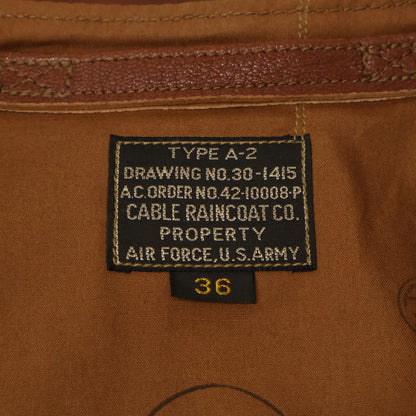 TYPE A-2
DRAWING NO.30-1415
A.C. ORDER NO.42-10008-P
CABLE RAINCOAT CO.
PROPERTY
AIR FORCE, U.S. ARMY
36